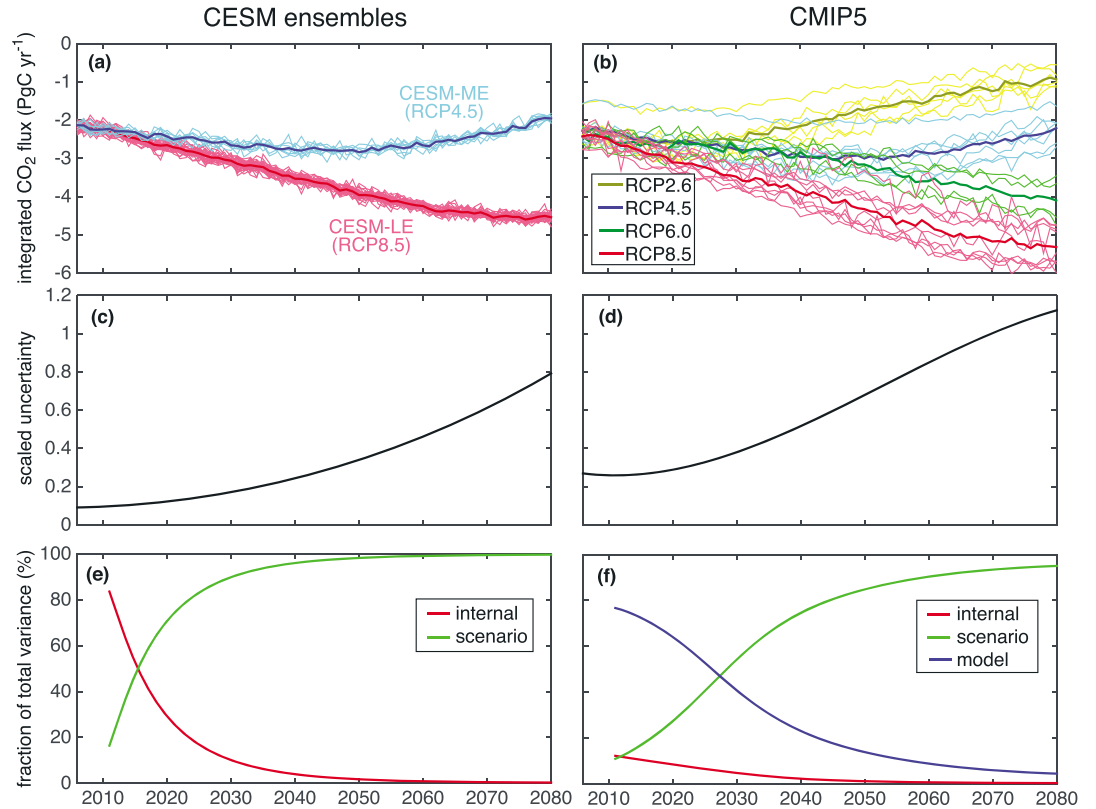 CESM ensembles
CMIP5
integrated CO2 flux (PgC yr-1)
0
-1
-2
-3
-4
-5
-6
(a)
CESM-ME
(RCP4.5)
CESM-LE
(RCP8.5)
(b)
RCP2.6
RCP4.5
RCP6.0
RCP8.5
scaled uncertainty
1.2
1
0.8
0.6
0.4
0.2
0
(c)
(d)
fraction of total variance (%)
100
80
60
40
20
0
(e)
internal
scenario
(f)
internal
scenario
model
2010 2020 2030 2040 2050 2060 2070 2080
2010 2020 2030 2040 2050 2060 2070 2080